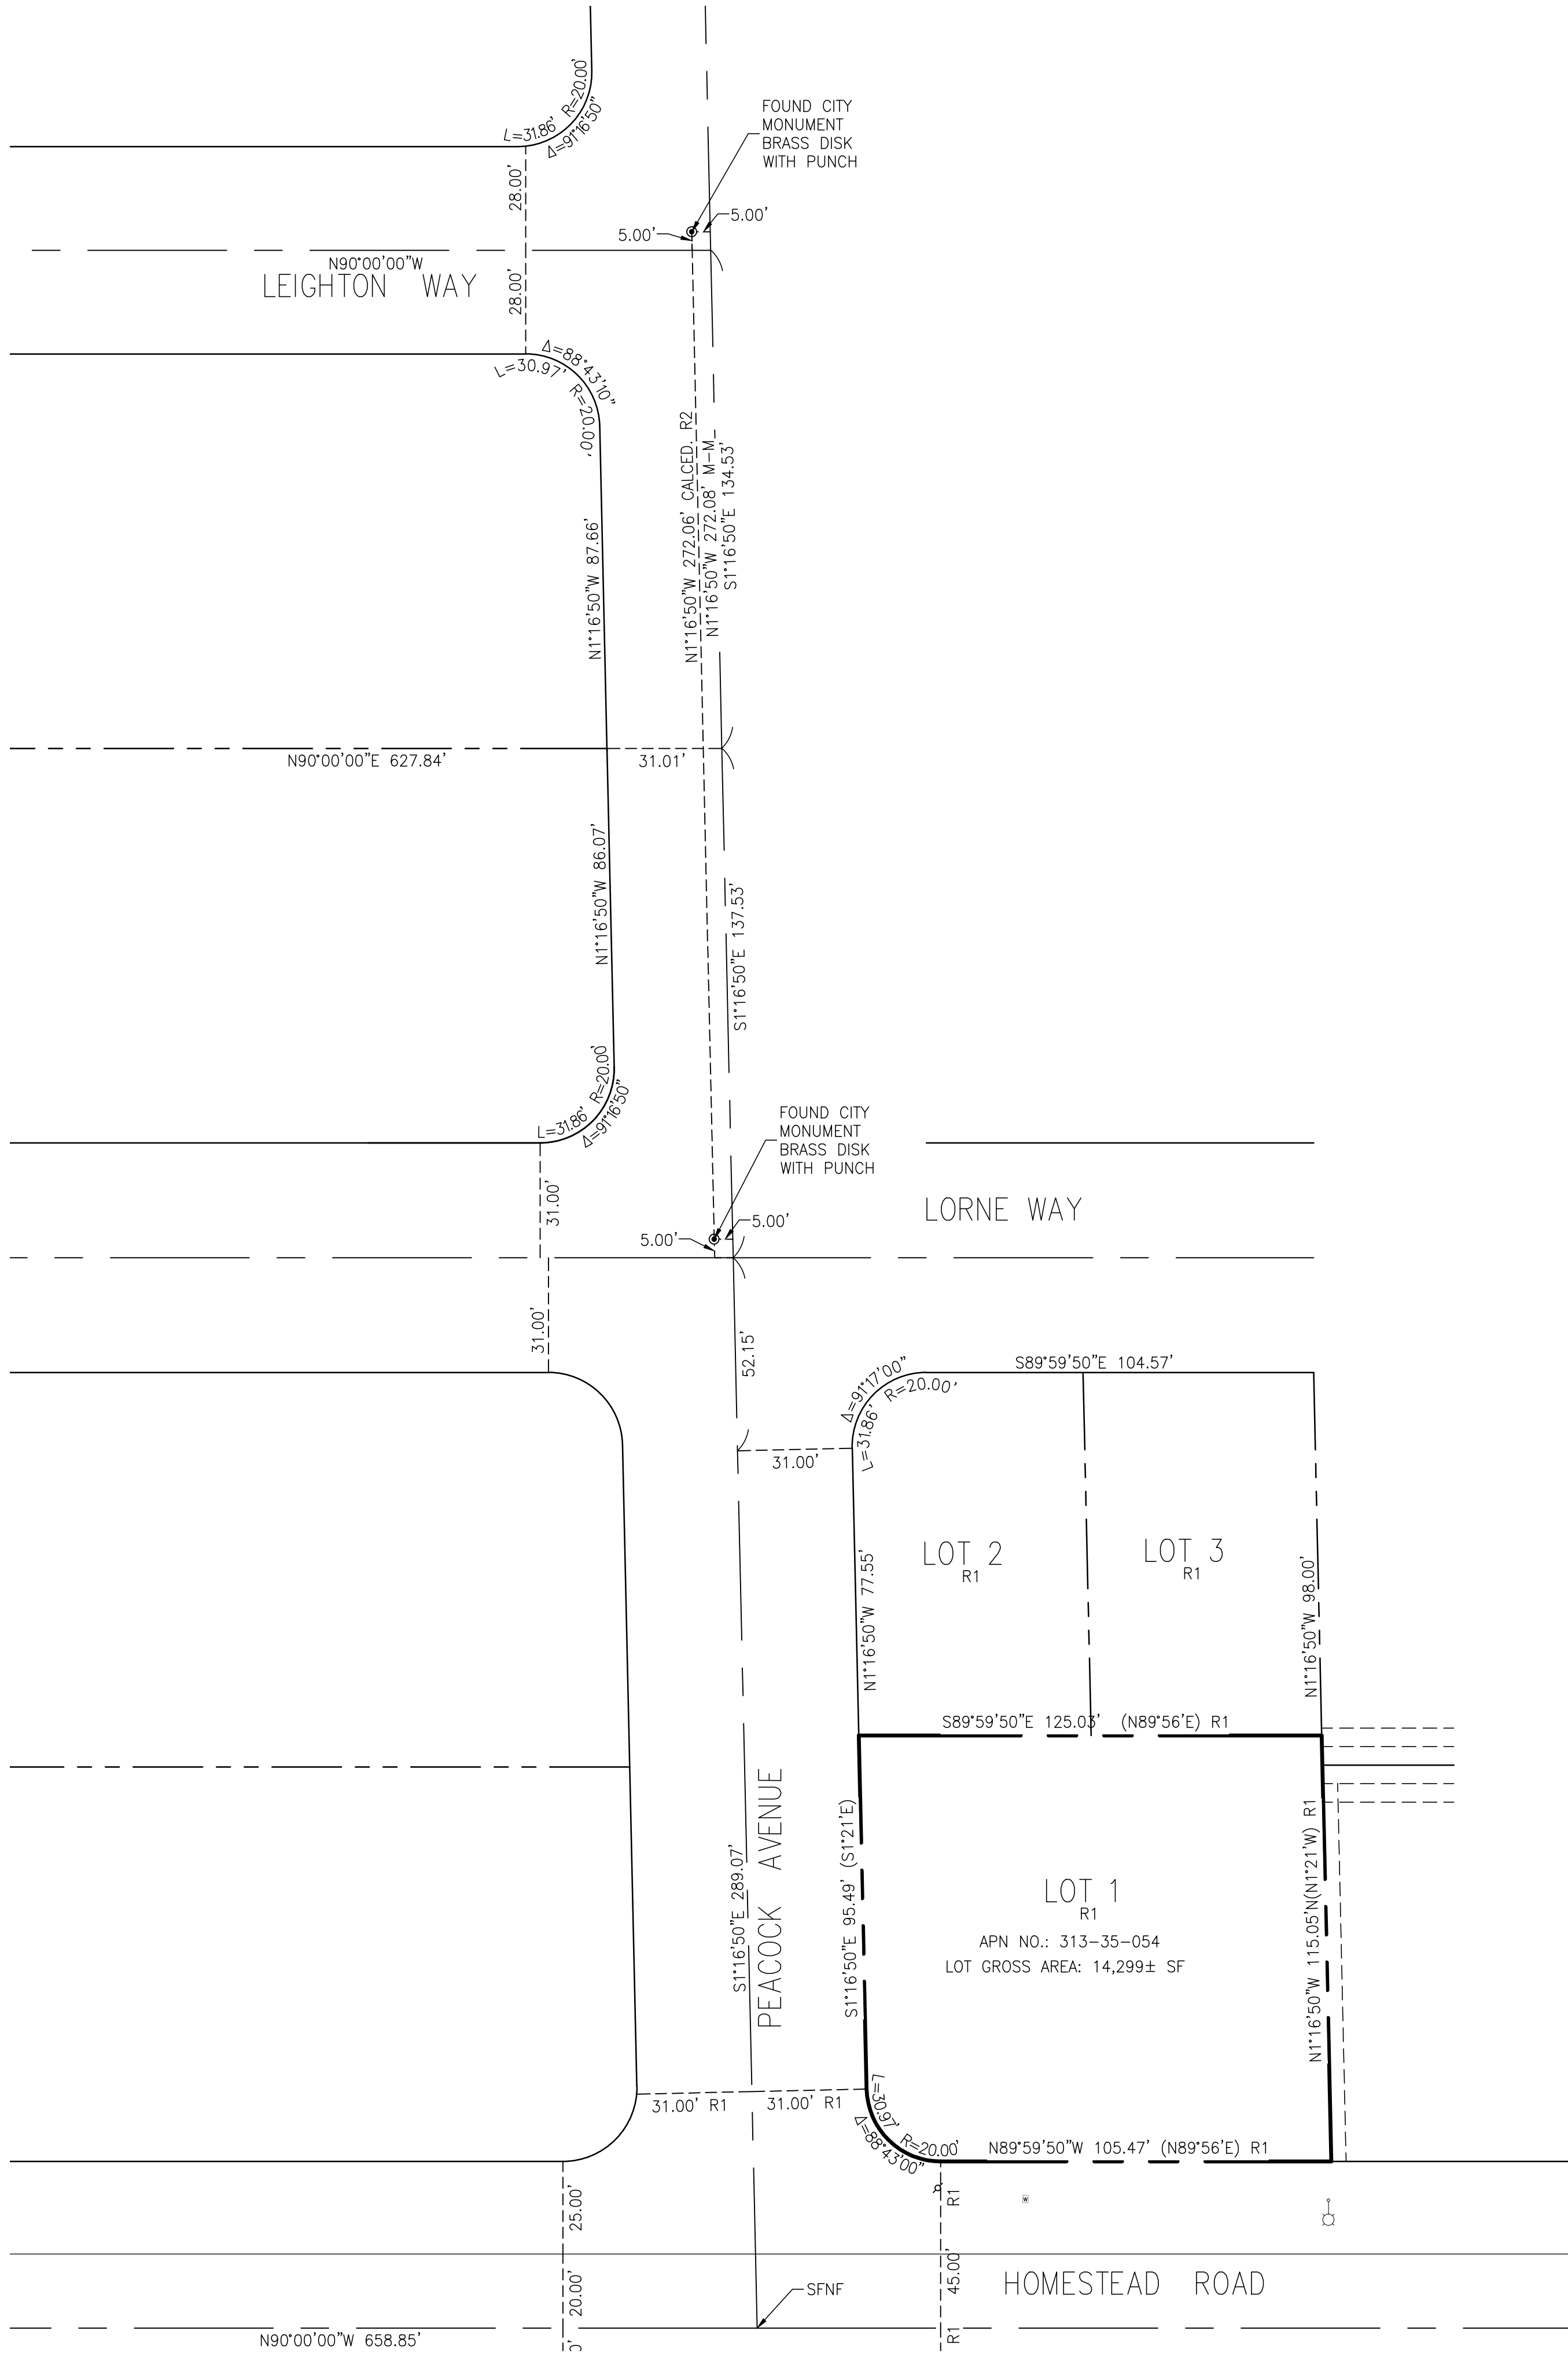 L=31.86' R=20.00'
Δ=91°16'50"
FOUND CITY
MONUMENT
BRASS DISK
WITH PUNCH
28.00'
5.00'
5.00'
N90°00'00"W
LEIGHTON WAY
28.00'
Δ=88°43'10"
L=30.97' R=20.00'
N1°16'50"W 87.66'
N1°16'50"W 272.06' CALCED. R2
N1°16'50"W 272.08' M-M
S1°16'50"E 134.53'
N90°00'00"E 627.84'
31.01'
N1°16'50"W 86.07'
S1°16'50"E 137.53'
L=31.86' R=20.00'
Δ=91°16'50"
FOUND CITY
MONUMENT
BRASS DISK
WITH PUNCH
31.00'
LORNE WAY
5.00'
5.00'
31.00'
52.15'
Δ=91°17'00"
L=31.86' R=20.00'
S89°59'50"E 104.57'
31.00'
LOT 2
R1
LOT 3
R1
N1°16'50"W 77.55'
N1°16'50"W 98.00'
S89°59'50"E 125.03' (N89°56'E) R1
S1°16'50"E 289.07'
PEACOCK AVENUE
S1°16'50"E 95.49' (S1°21'E)
LOT 1
R1
APN NO.: 313-35-054
LOT GROSS AREA: 14,299± SF
N1°16'50"W 115.05'N(N1°21'W) R1
31.00' R1
31.00' R1
L=30.97' R=20.00'
Δ=88°43'00"
N89°59'50"W 105.47' (N89°56'E) R1
25.00'
R1
W
20.00'
45.00'
HOMESTEAD ROAD
SFNF
R1
N90°00'00"W 658.85'